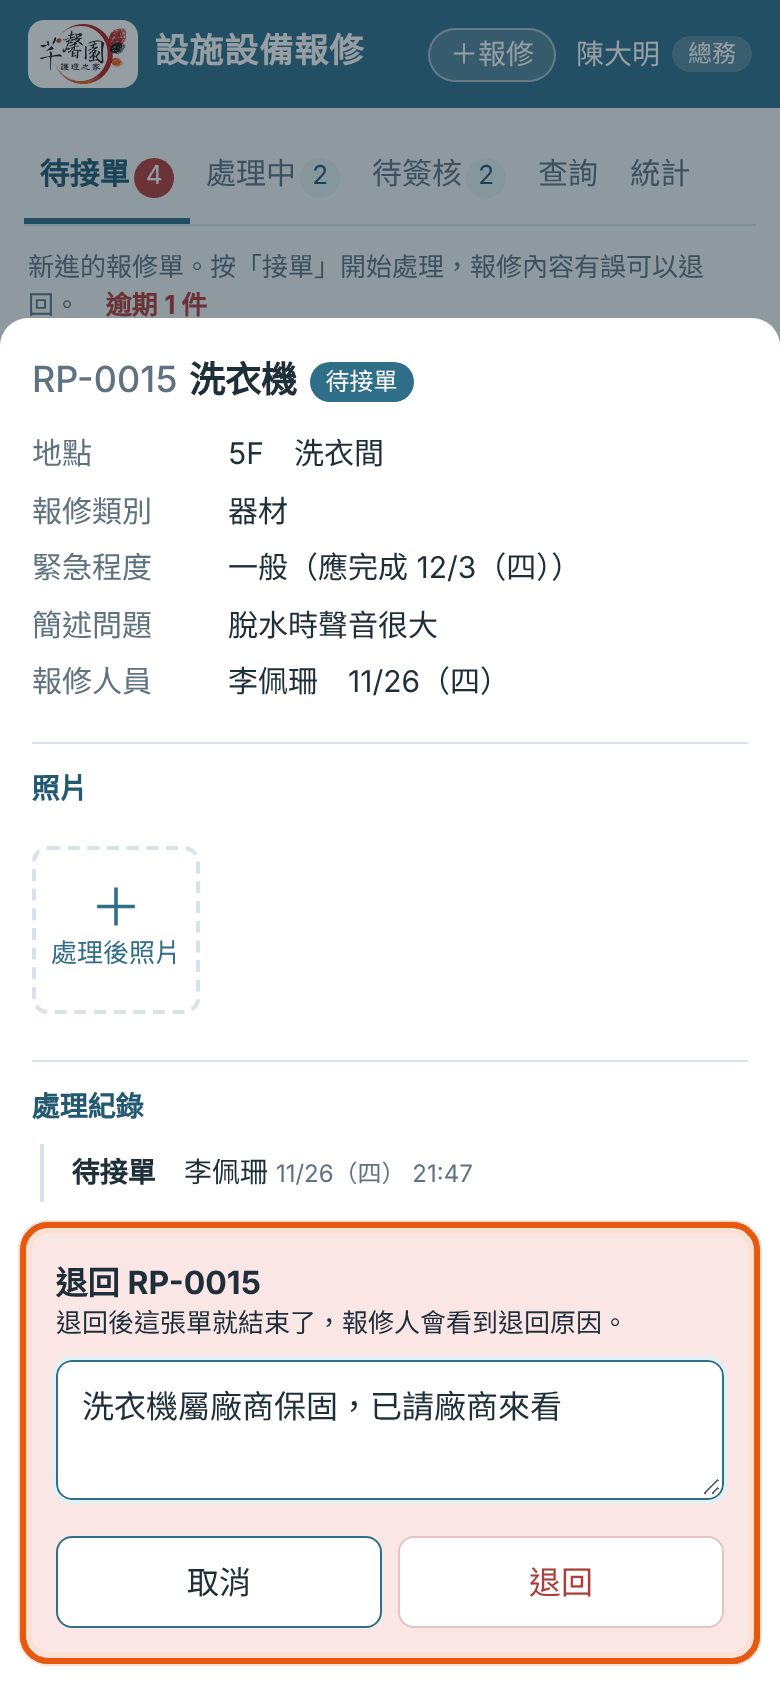 芊馨園
護理之家
設施設備報修
＋報修
陳大明
總務
待接單 4
處理中 2
待簽核 2
查詢
統計
新進的報修單。按「接單」開始處理，報修內容有誤可以退
回。 逾期 1 件
RP-0015 洗衣機 待接單
地點 5F 洗衣間
報修類別 器材
緊急程度 一般（應完成 12/3（四））
簡述問題 脫水時聲音很大
報修人員 李佩珊 11/26（四）
照片
＋
處理後照片
處理紀錄
待接單 李佩珊 11/26（四） 21:47
退回 RP-0015
退回後這張單就結束了，報修人會看到退回原因。
洗衣機屬廠商保固，已請廠商來看
取消
退回